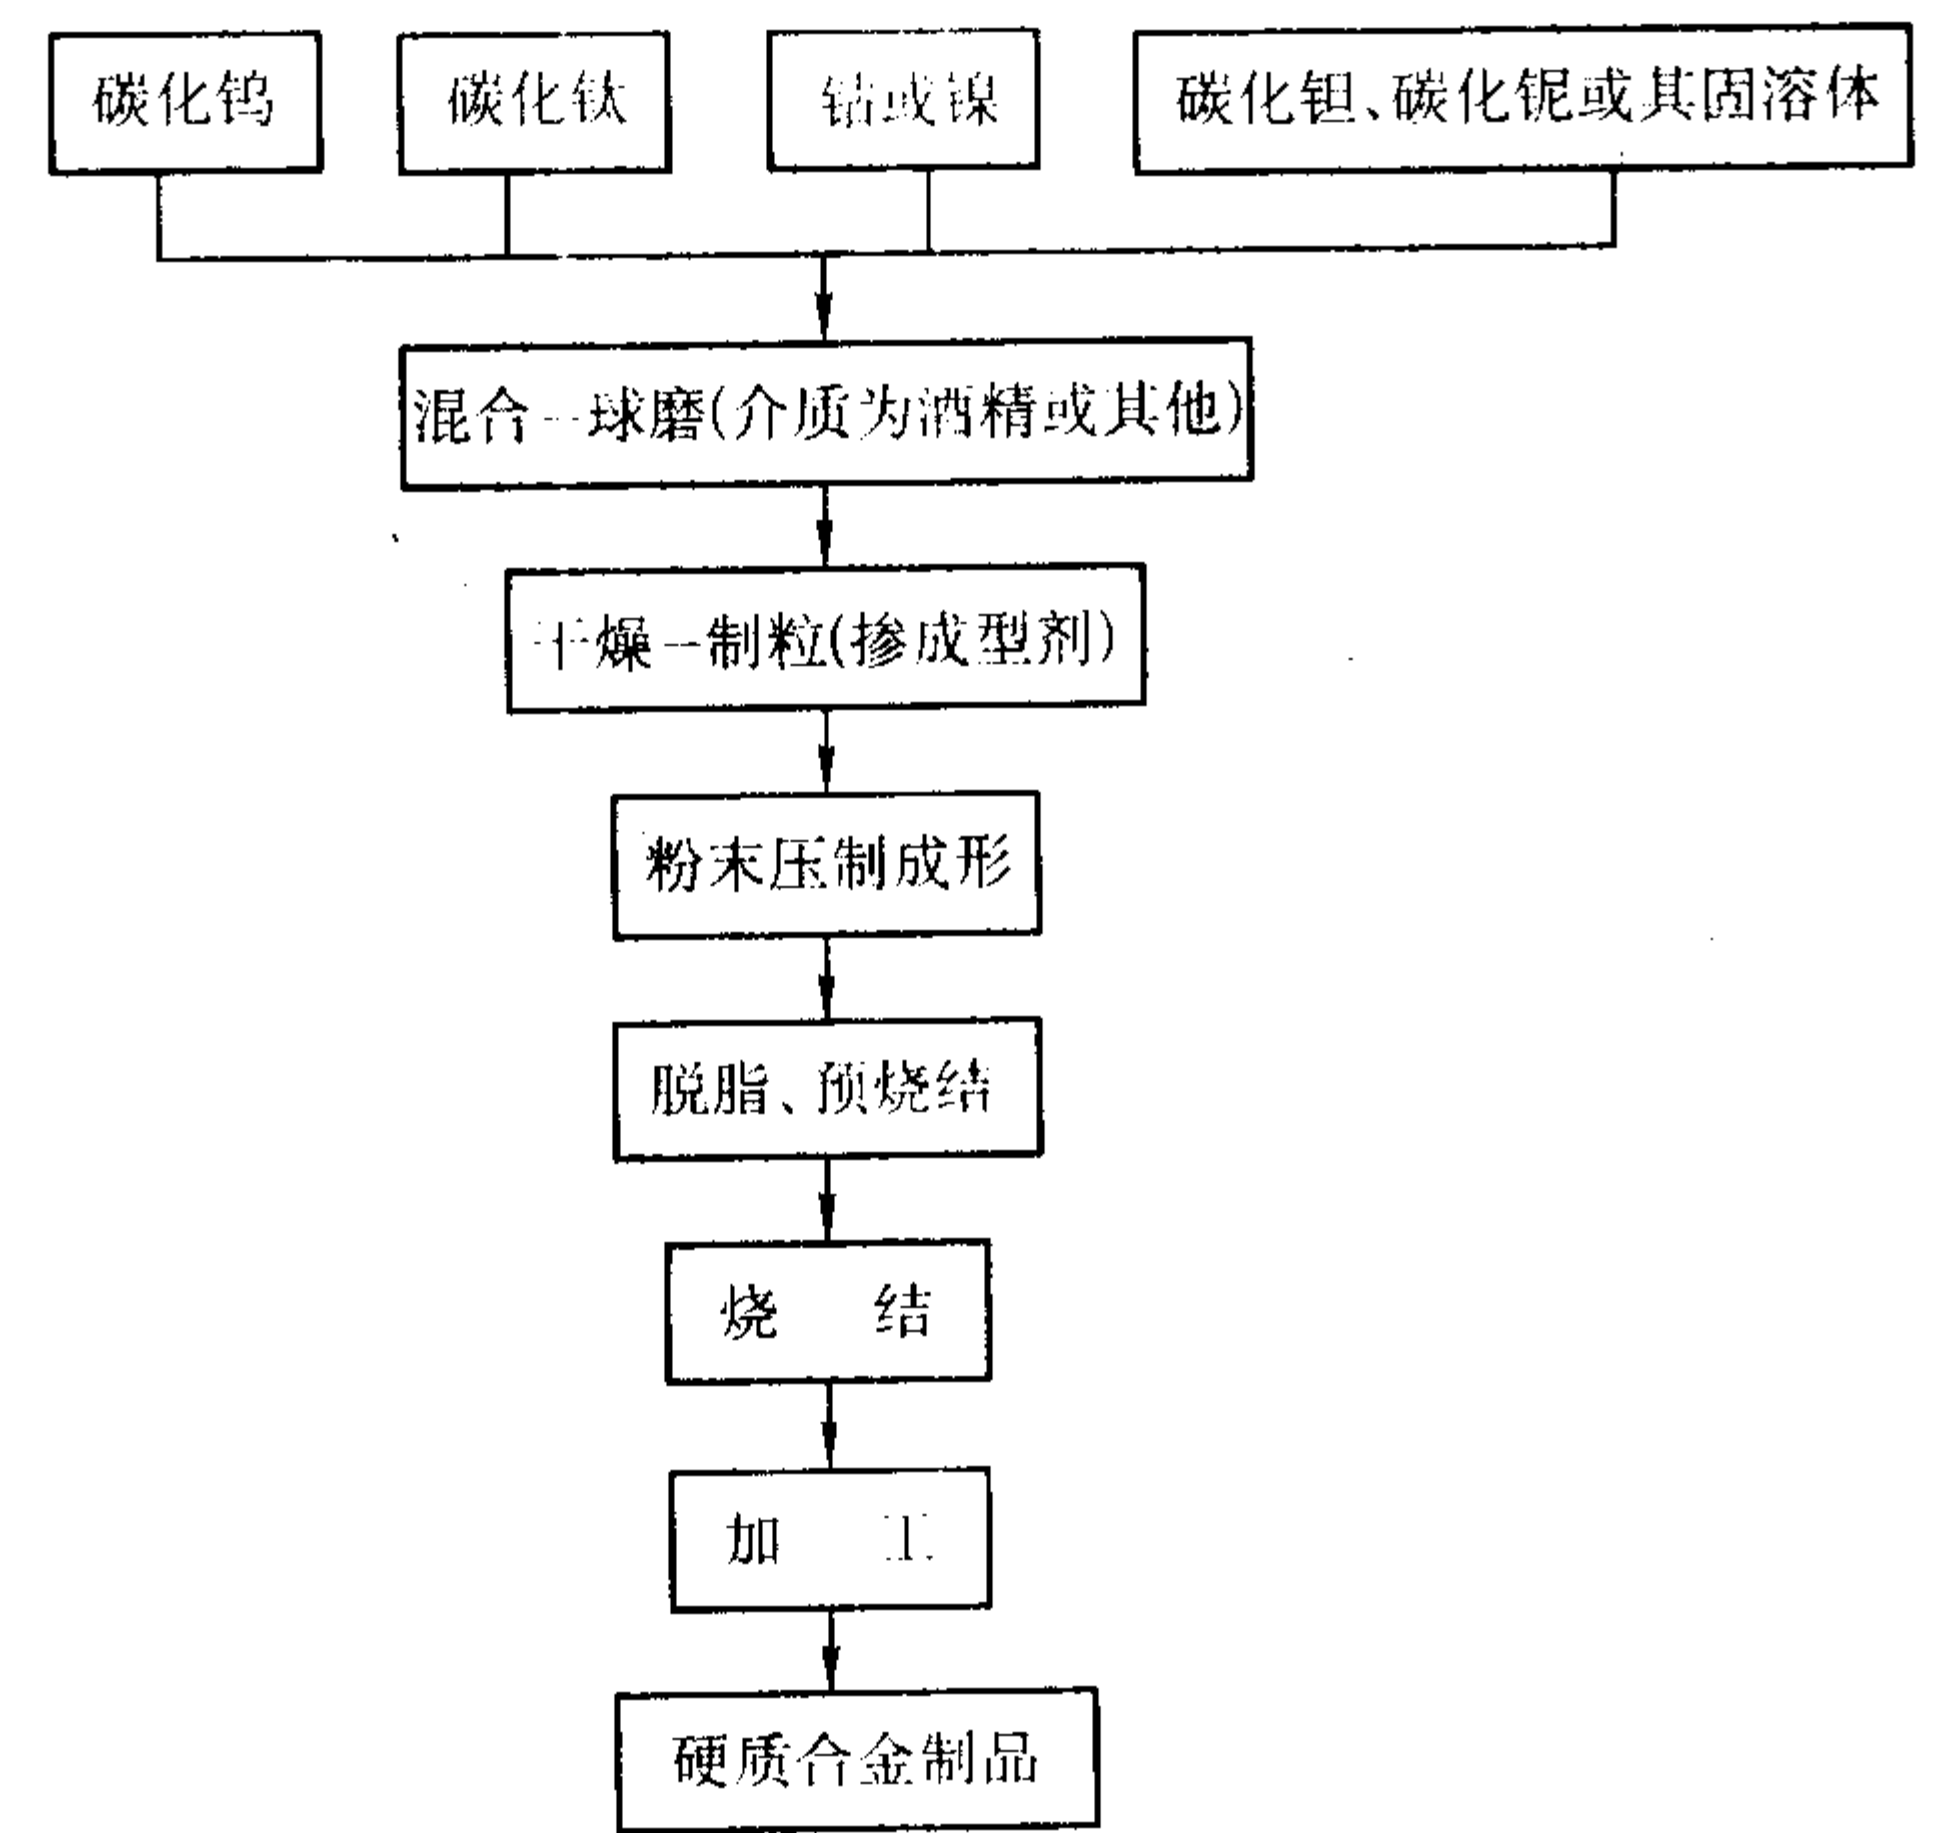 碳化钨
碳化钛
钴或镍
碳化钽、碳化铌或其固溶体
混合—球磨(介质为酒精或其他)
干燥—制粒(掺成型剂)
粉末压制成形
脱脂、预烧结
烧 结
加 工
硬质合金制品